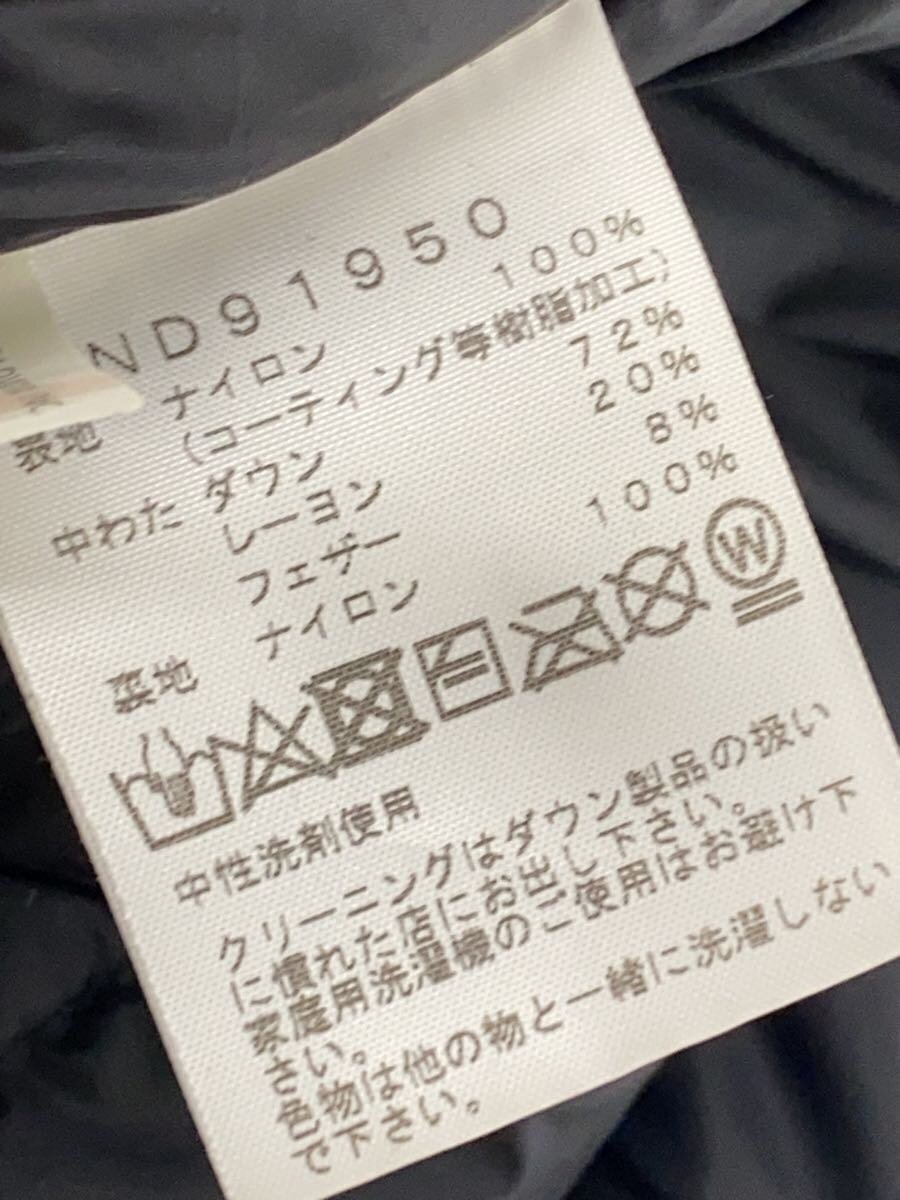 ND91950
表地 ナイロン 100%
(コーティング等樹脂加工)
中わた ダウン 72%
レーヨン 20%
フェザー 8%
裏地 ナイロン 100%
W
中性洗剤使用
クリーニングはダウン製品の扱い
に慣れた店にお出し下さい。
家庭用洗濯機のご使用はお避け下
さい。
色物は他の物と一緒に洗濯しない
で下さい。